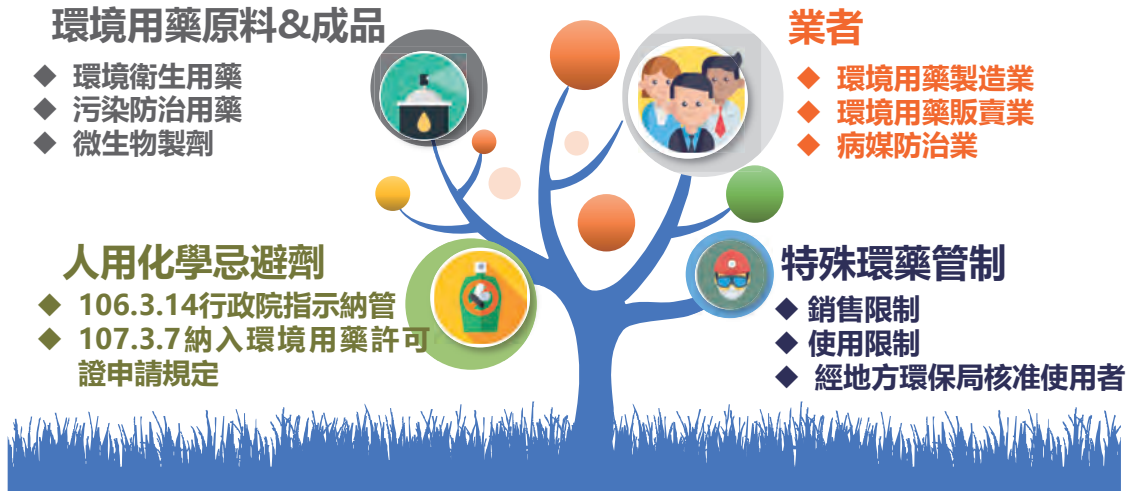 環境用藥原料&成品
◆ 環境衛生用藥
◆ 污染防治用藥
◆ 微生物製劑
業者
◆ 環境用藥製造業
◆ 環境用藥販賣業
◆ 病媒防治業
人用化學忌避劑
◆ 106.3.14行政院指示納管
◆ 107.3.7納入環境用藥許可
證申請規定
特殊環藥管制
◆ 銷售限制
◆ 使用限制
◆ 經地方環保局核准使用者